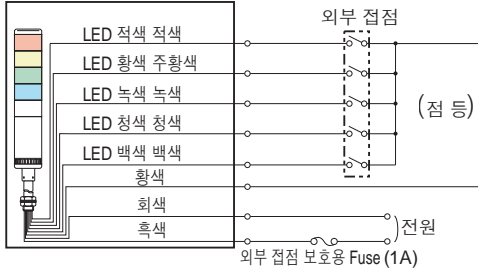 외부 접점
LED 적색 적색
LED 황색 주황색
LED 녹색 녹색
(점 등)
LED 청색 청색
LED 백색 백색
황색
회색
전원
흑색
외부 접점 보호용 Fuse (1A)